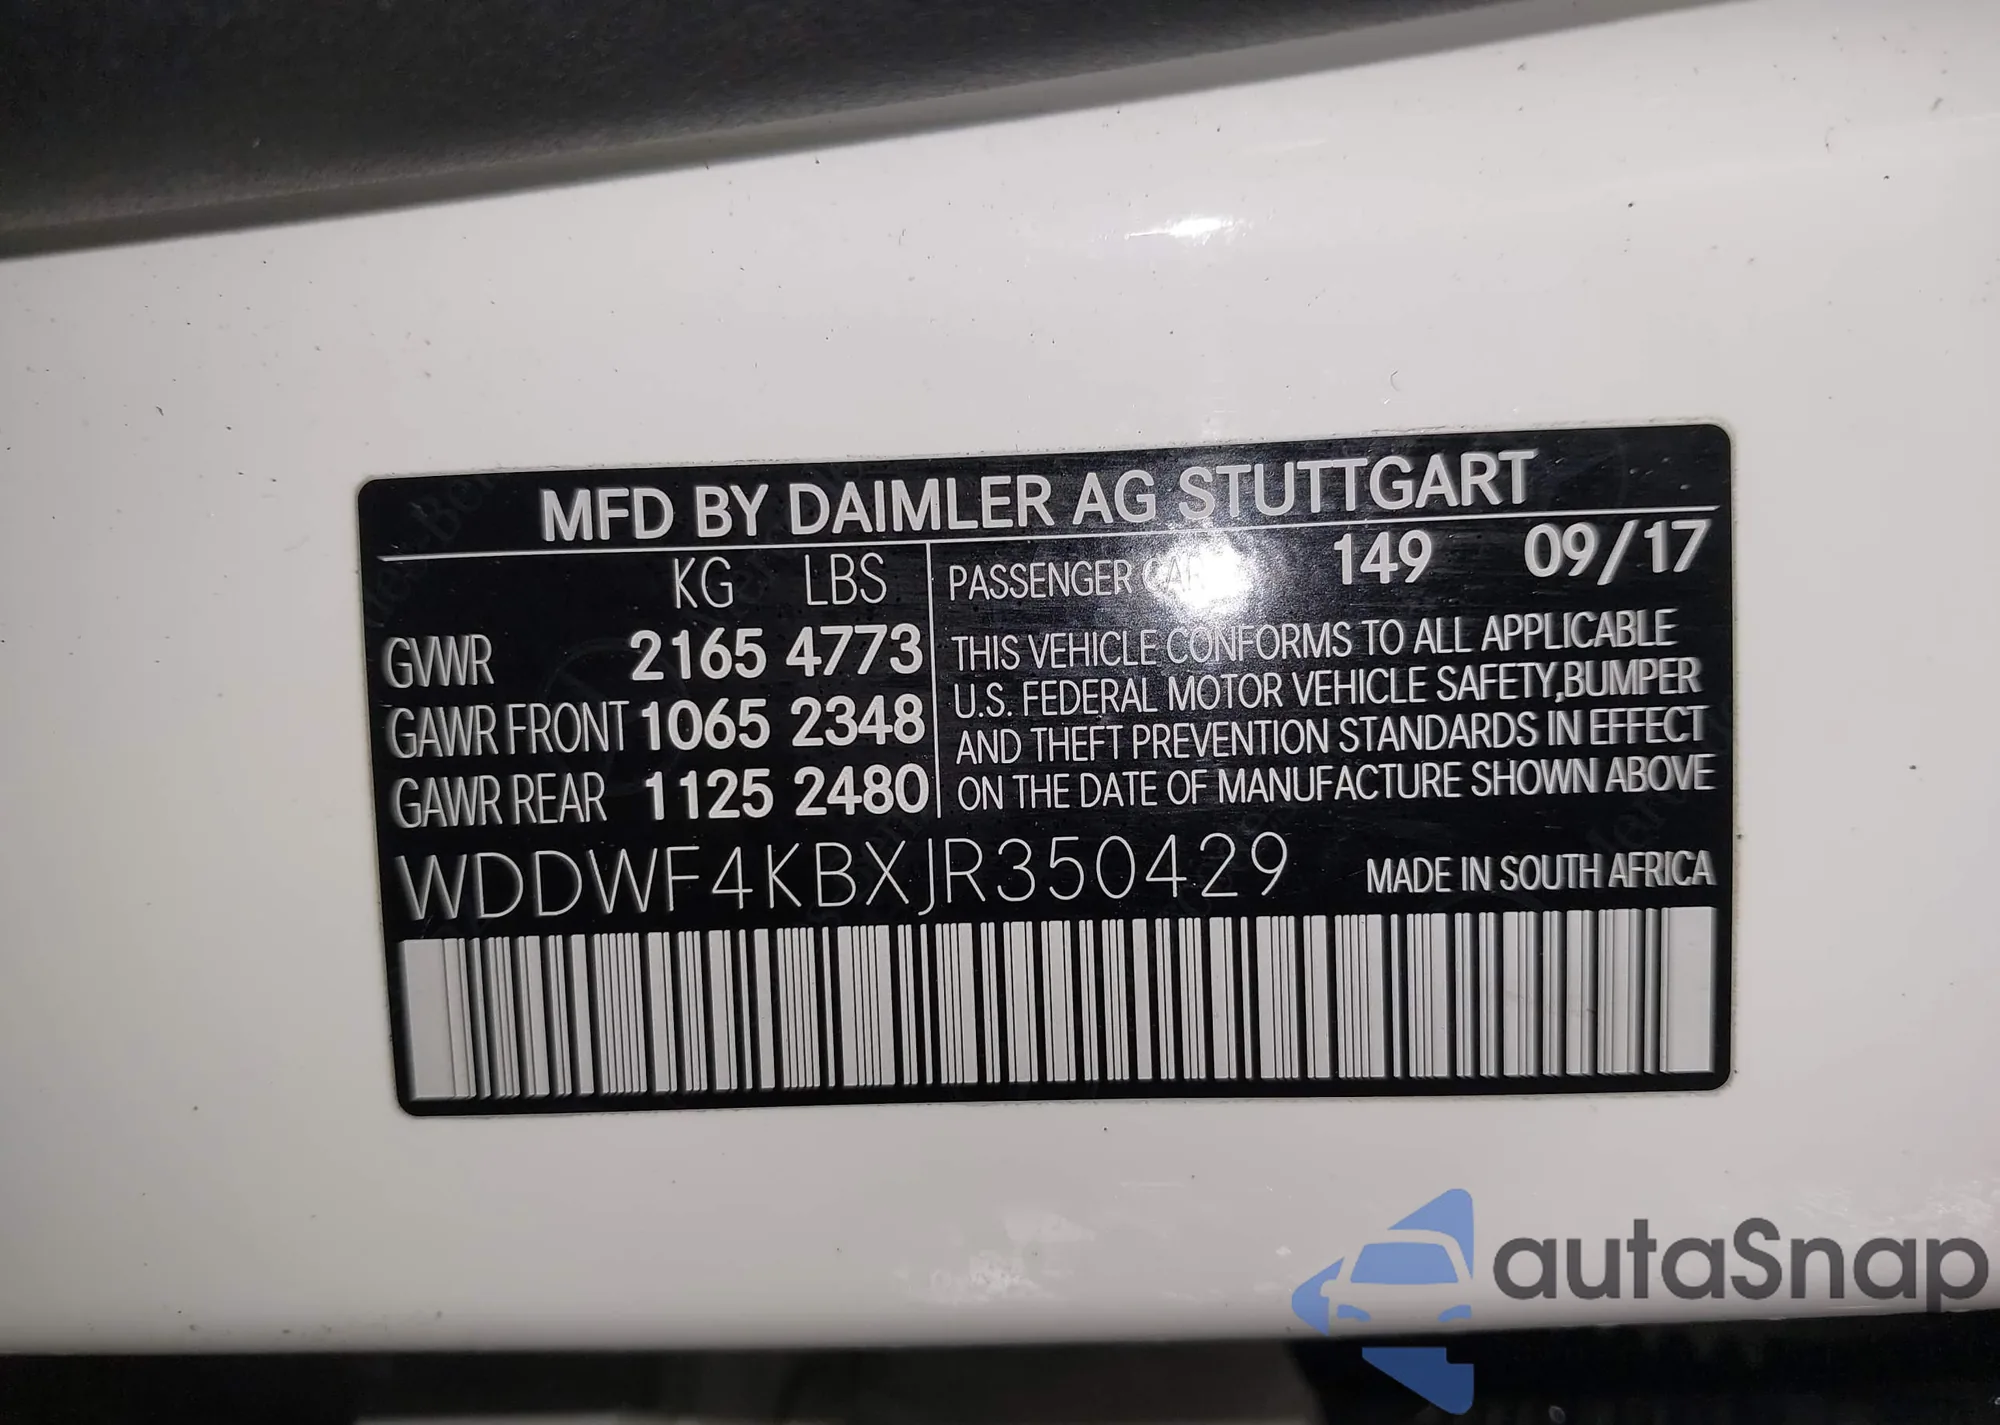 MFD BY DAIMLER AG STUTTGART
KG LBS
GVWR 2165 4773
GAWR FRONT 1065 2348
GAWR REAR 1125 2480
PASSENGER CAR 149 09/17
THIS VEHICLE CONFORMS TO ALL APPLICABLE
U.S. FEDERAL MOTOR VEHICLE SAFETY,BUMPER
AND THEFT PREVENTION STANDARDS IN EFFECT
ON THE DATE OF MANUFACTURE SHOWN ABOVE
WDDWF4KBXJR350429 MADE IN SOUTH AFRICA
autaSnap